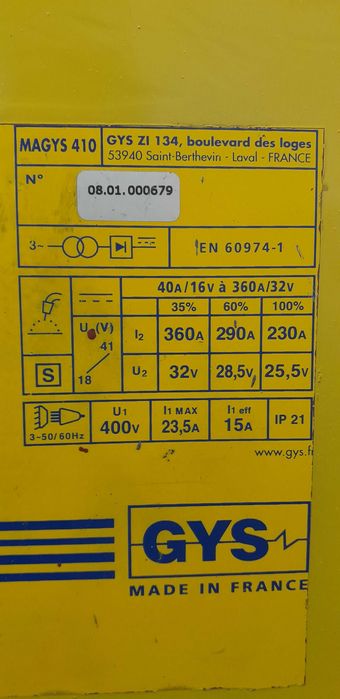 MAGYS 410
GYS ZI 134, boulevard des loges
53940 Saint-Berthevin - Laval - FRANCE
N°
08.01.000679
3~
EN 60974-1
40A/16V à 360A/32V
35% 60% 100%
U0(V) I2 360A 290A 230A
41
18
S U2 32V 28,5V 25,5V
3~50/60Hz
U1 400V
I1 MAX 23,5A
I1 eff 15A
IP 21
www.gys.fr
GYS
MADE IN FRANCE